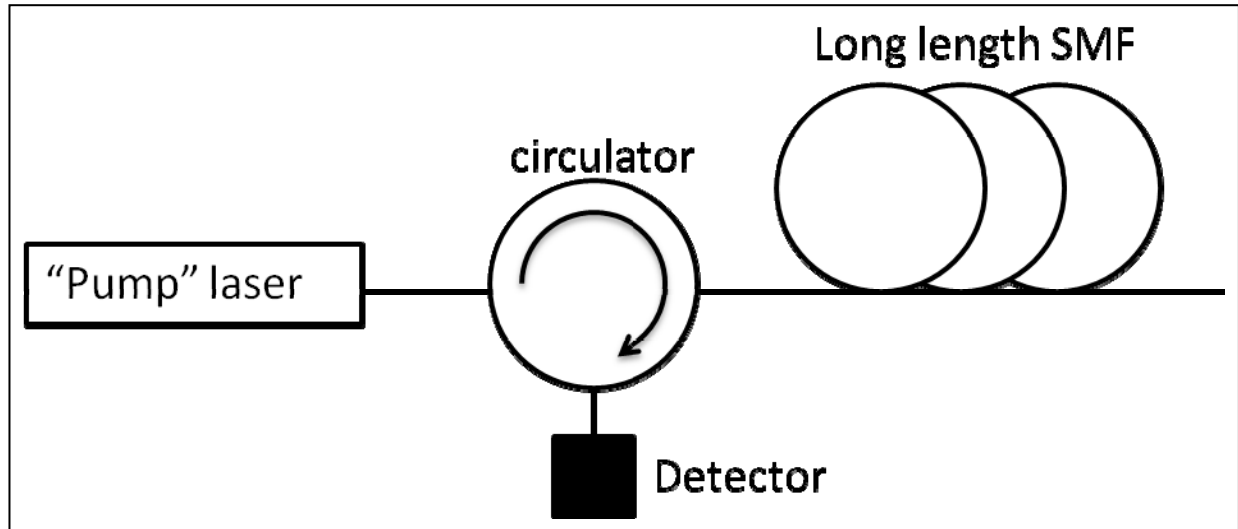 Long length SMF
circulator
“Pump” laser
Detector